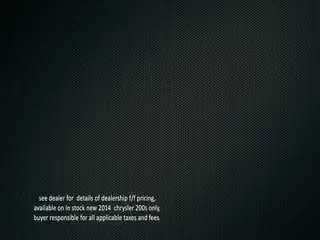 see dealer for details of dealership f/f pricing,
available on in stock new 2014 chrysler 200s only,
buyer responsible for all applicable taxes and fees.